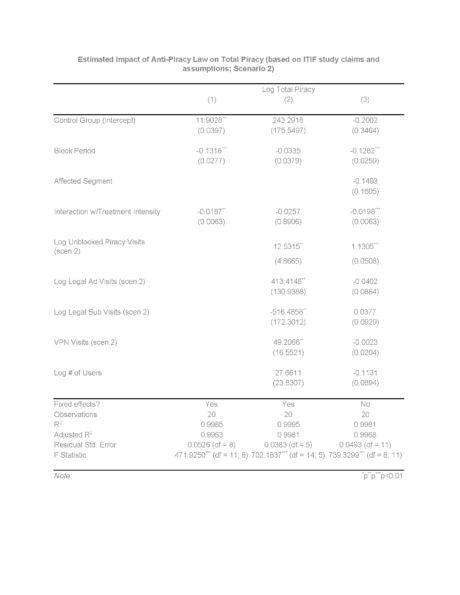 Estimated Impact of Anti-Piracy Law on Total Piracy (based on ITIF study claims and
assumptions; Scenario 2)
Log Total Piracy
(1) (2) (3)
Control Group (Intercept) 11.9028*** 243.2918 -0.2002
(0.0397) (175.5497) (0.3464)
Block Period -0.1316*** -0.0335 -0.1282***
(0.0277) (0.0379) (0.0259)
Affected Segment -0.1493
(0.1605)
Interaction w/Treatment Intensity -0.0187** -0.0257 -0.0198***
(0.0063) (0.8906) (0.0063)
Log Unblocked Piracy Visits 12.5315** 1.1305***
(scen.2)
(4.8665) (0.0508)
Log Legal Ad Visits (scen.2) 413.4148** -0.0402
(130.9388) (0.0884)
Log Legal Sub Visits (scen.2) -516.4858** 0.0377
(172.3012) (0.0929)
VPN Visits (scen.2) 49.2066** -0.0023
(16.5521) (0.0204)
Log # of Users 27.6611 -0.1131
(23.8307) (0.0894)
Fixed effects? Yes Yes No
Observations 20 20 20
R² 0.9985 0.9995 0.9981
Adjusted R² 0.9963 0.9981 0.9968
Residual Std. Error 0.0526 (df = 8) 0.0383 (df = 5) 0.0493 (df = 11)
F Statistic 471.9250*** (df = 11; 8) 702.1837*** (df = 14; 5) 739.3299*** (df = 8; 11)
Note: *p**p***p<0.01